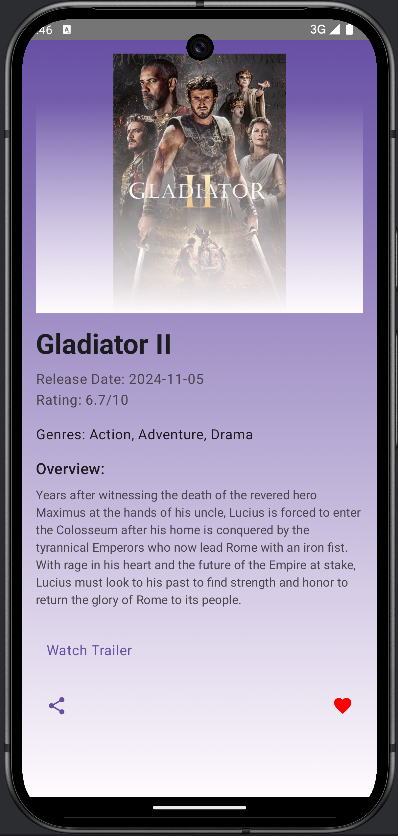 :46 A 3G
GLADIATOR
II
Gladiator II
Release Date: 2024-11-05
Rating: 6.7/10
Genres: Action, Adventure, Drama
Overview:
Years after witnessing the death of the revered hero
Maximus at the hands of his uncle, Lucius is forced to enter
the Colosseum after his home is conquered by the
tyrannical Emperors who now lead Rome with an iron fist.
With rage in his heart and the future of the Empire at stake,
Lucius must look to his past to find strength and honor to
return the glory of Rome to its people.
Watch Trailer